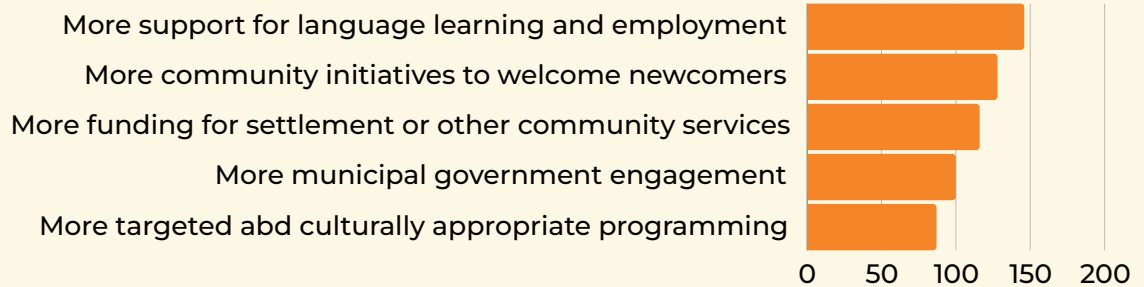 More support for language learning and employment
More community initiatives to welcome newcomers
More funding for settlement or other community services
More municipal government engagement
More targeted abd culturally appropriate programming
0 50 100 150 200